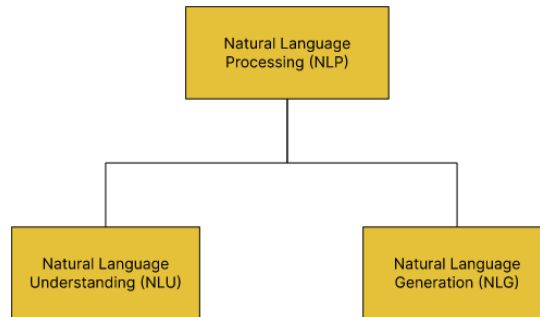 Natural Language
Processing (NLP)
Natural Language
Understanding (NLU)
Natural Language
Generation (NLG)